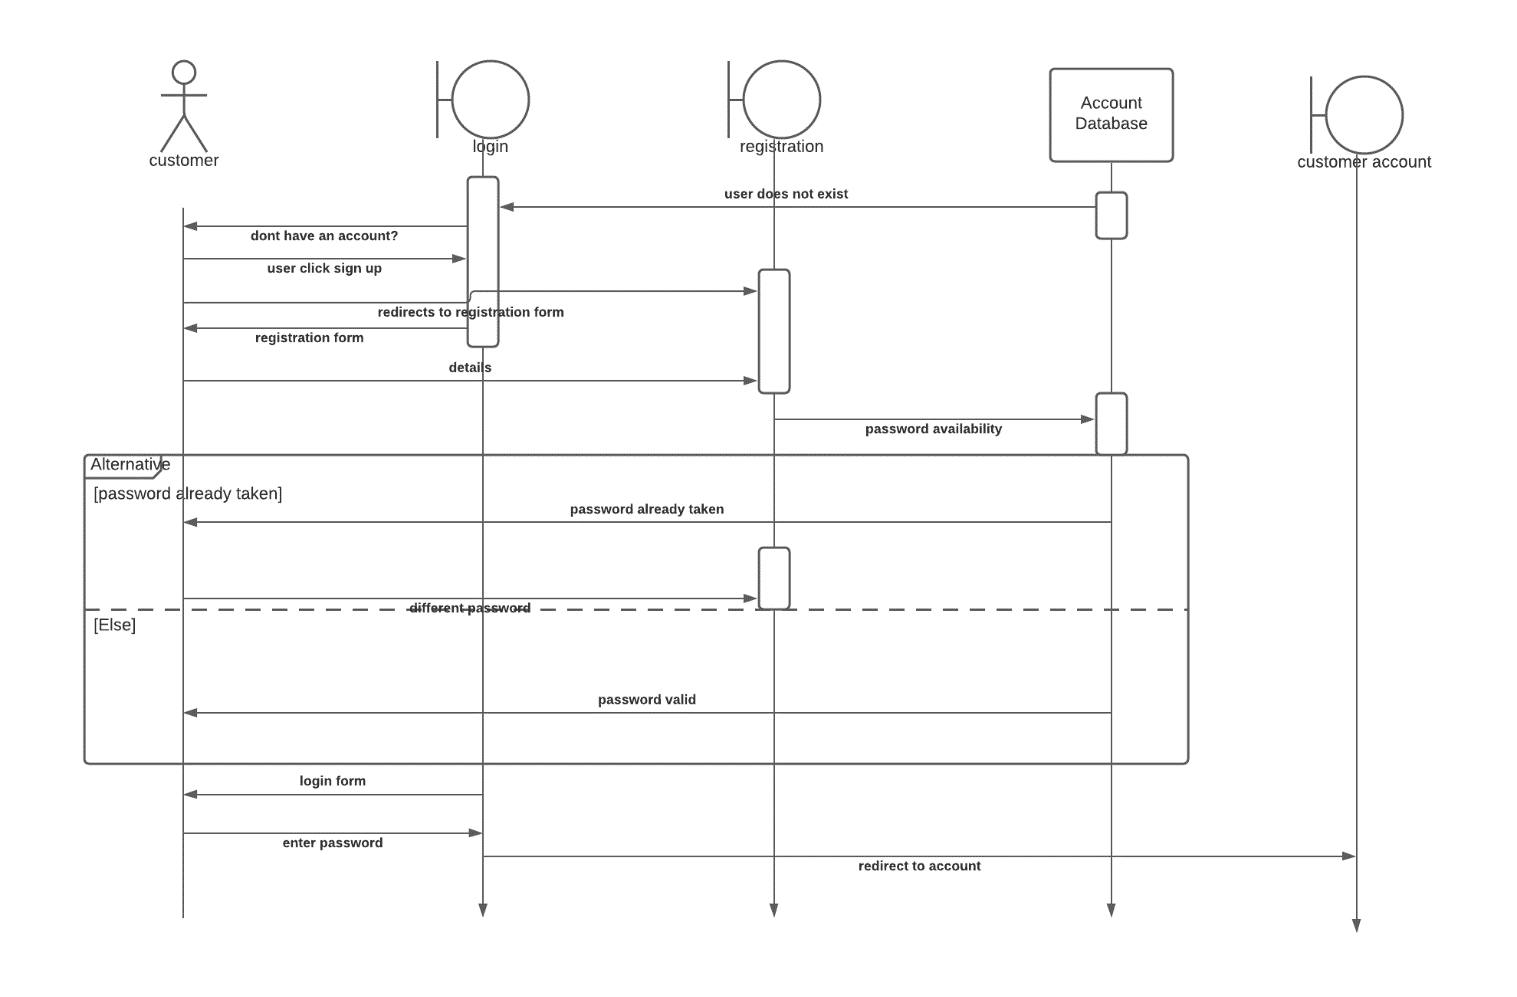 customer
login
registration
Account
Database
customer account
user does not exist
dont have an account?
user click sign up
redirects to registration form
registration form
details
password availability
Alternative
[password already taken]
password already taken
different password
[Else]
password valid
login form
enter password
redirect to account